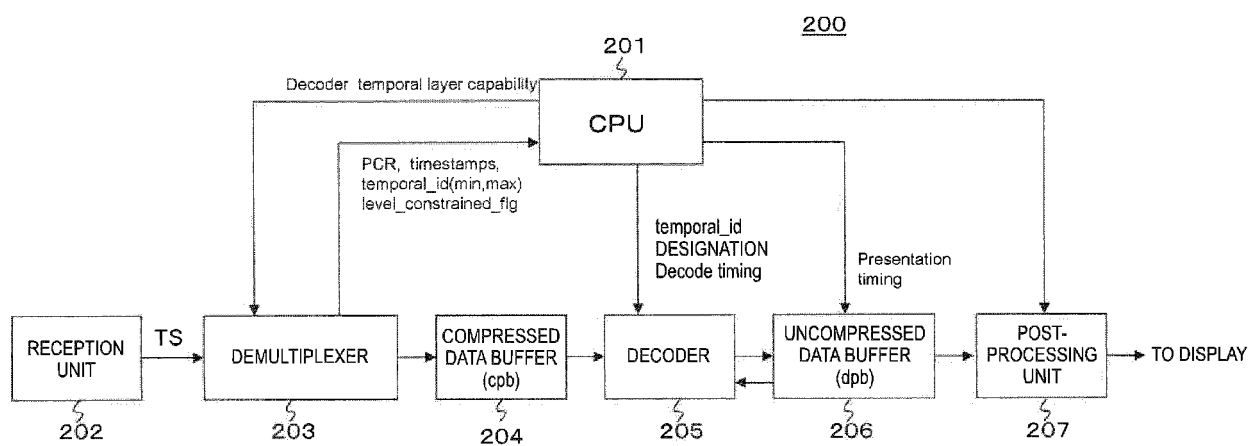 200
201
Decoder temporal layer capability
CPU
PCR, timestamps,
temporal_id(min,max)
level_constrained_flg
temporal_id
DESIGNATION
Decode timing
Presentation
timing
RECEPTION
UNIT
TS
DEMULTIPLEXER
COMPRESSED
DATA BUFFER
(cpb)
DECODER
UNCOMPRESSED
DATA BUFFER
(dpb)
POST-
PROCESSING
UNIT
TO DISPLAY
202
203
204
205
206
207